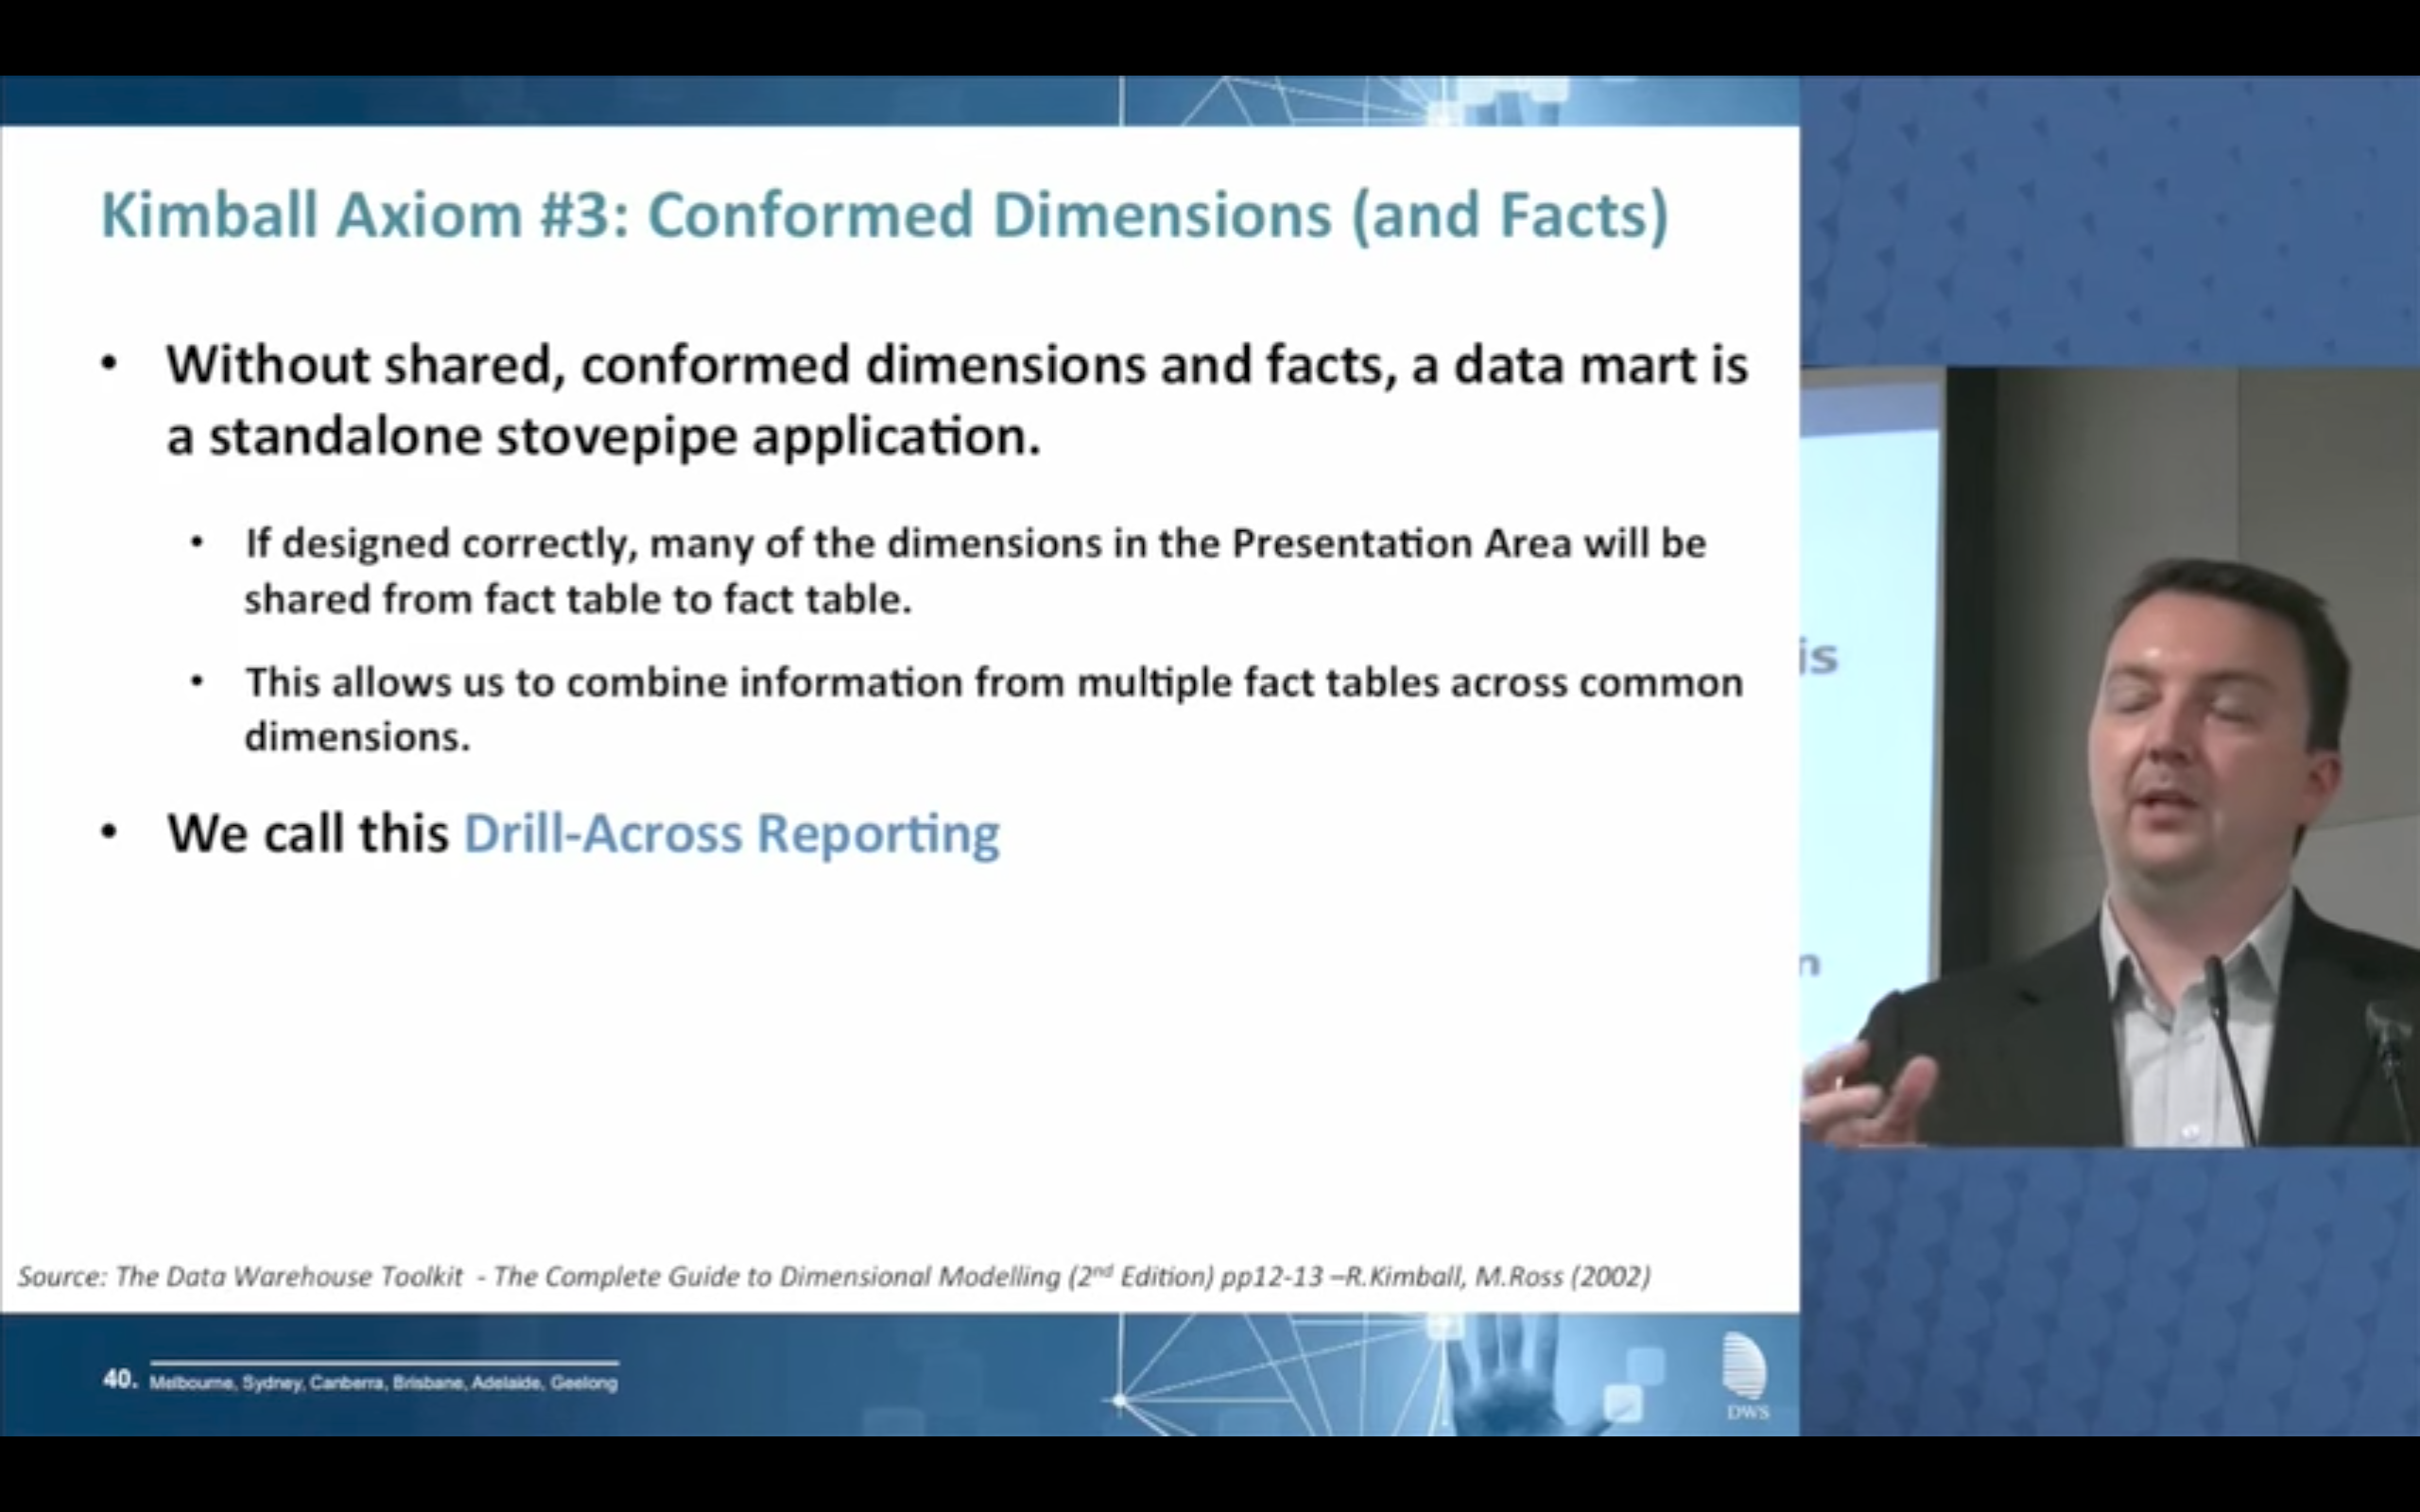 Kimball Axiom #3: Conformed Dimensions (and Facts)
• Without shared, conformed dimensions and facts, a data mart is
a standalone stovepipe application.
• If designed correctly, many of the dimensions in the Presentation Area will be
shared from fact table to fact table.
• This allows us to combine information from multiple fact tables across common
dimensions.
• We call this Drill-Across Reporting
Source: The Data Warehouse Toolkit - The Complete Guide to Dimensional Modelling (2nd Edition) pp12-13 –R.Kimball, M.Ross (2002)
40. Melbourne, Sydney, Canberra, Brisbane, Adelaide, Geelong
DWS
is
n